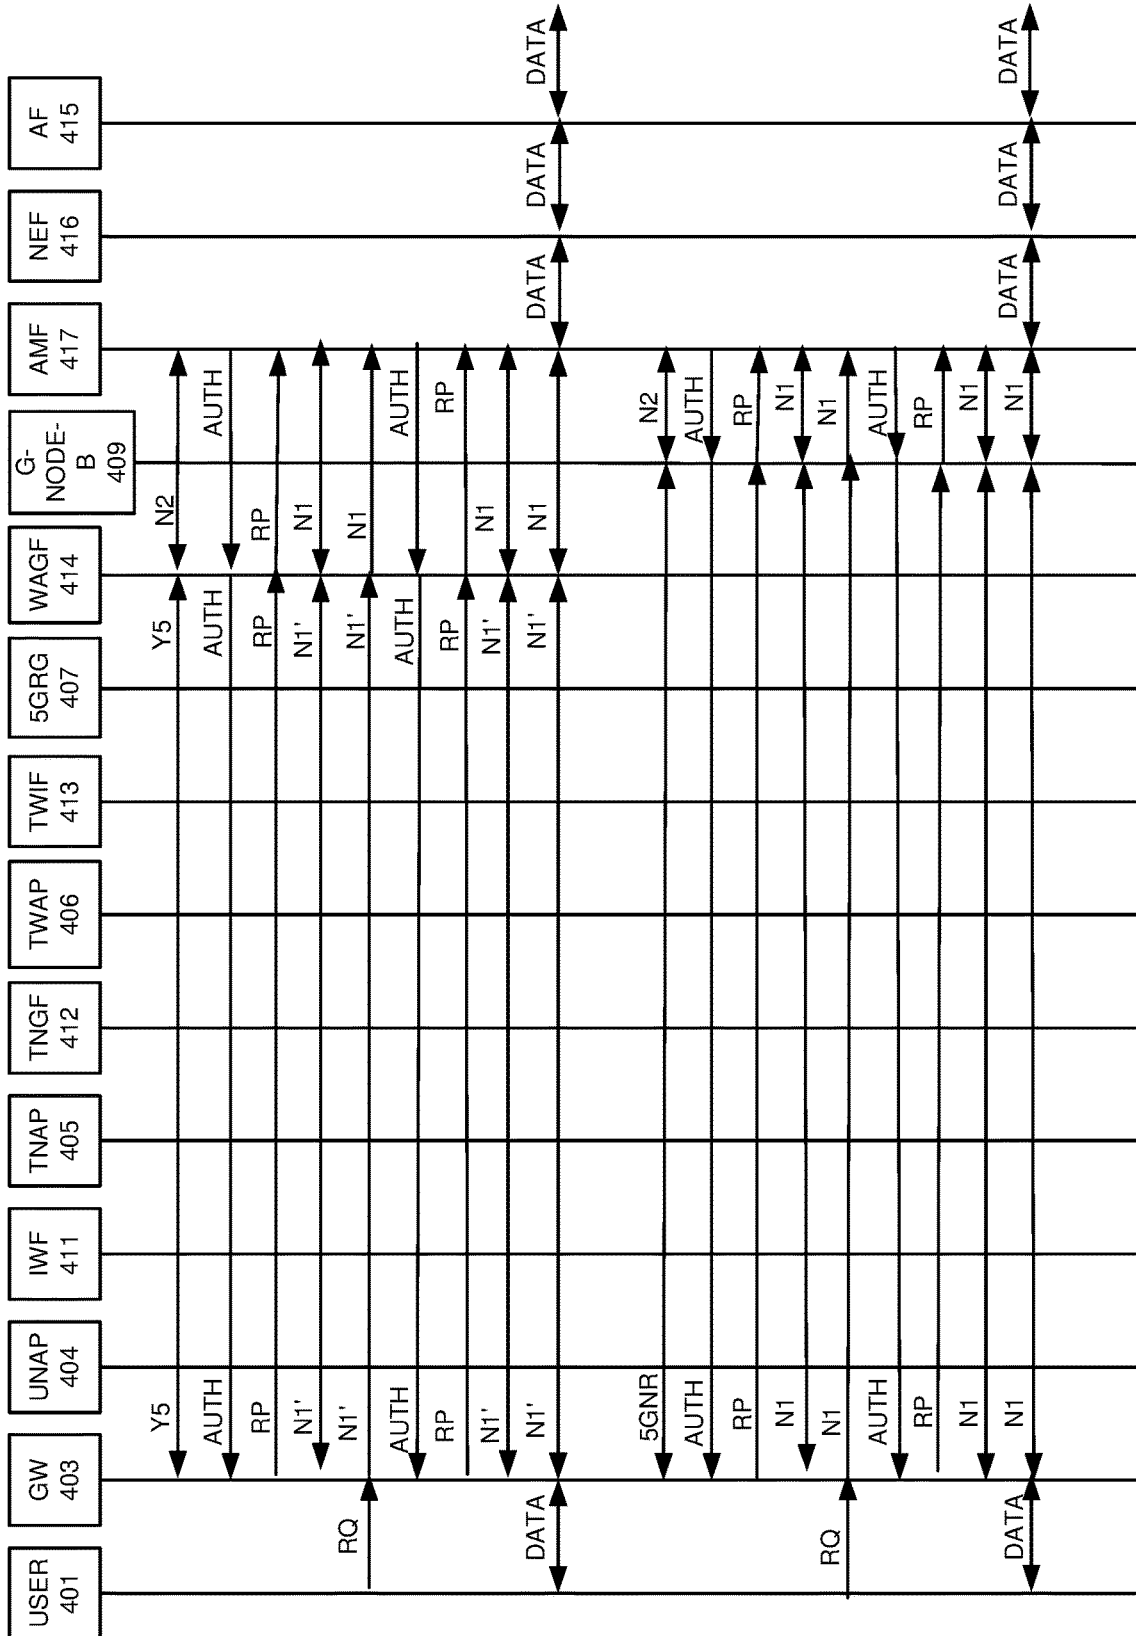 USER
401
GW
403
UNAP
404
IWF
411
TNAP
405
TNGF
412
TWAP
406
TWIF
413
5GRG
407
WAGF
414
G-
NODE-
B
409
AMF
417
NEF
416
AF
415
Y5 Y5 N2
AUTH AUTH AUTH
RP RP RP
N1' N1' N1
RQ N1' N1' N1
AUTH AUTH AUTH
RP RP RP
N1' N1' N1
DATA N1' N1' N1 DATA DATA DATA
5GNR N2
AUTH AUTH
RP RP
N1 N1
RQ N1 N1
AUTH AUTH
RP RP
N1 N1
DATA N1 N1 DATA DATA DATA